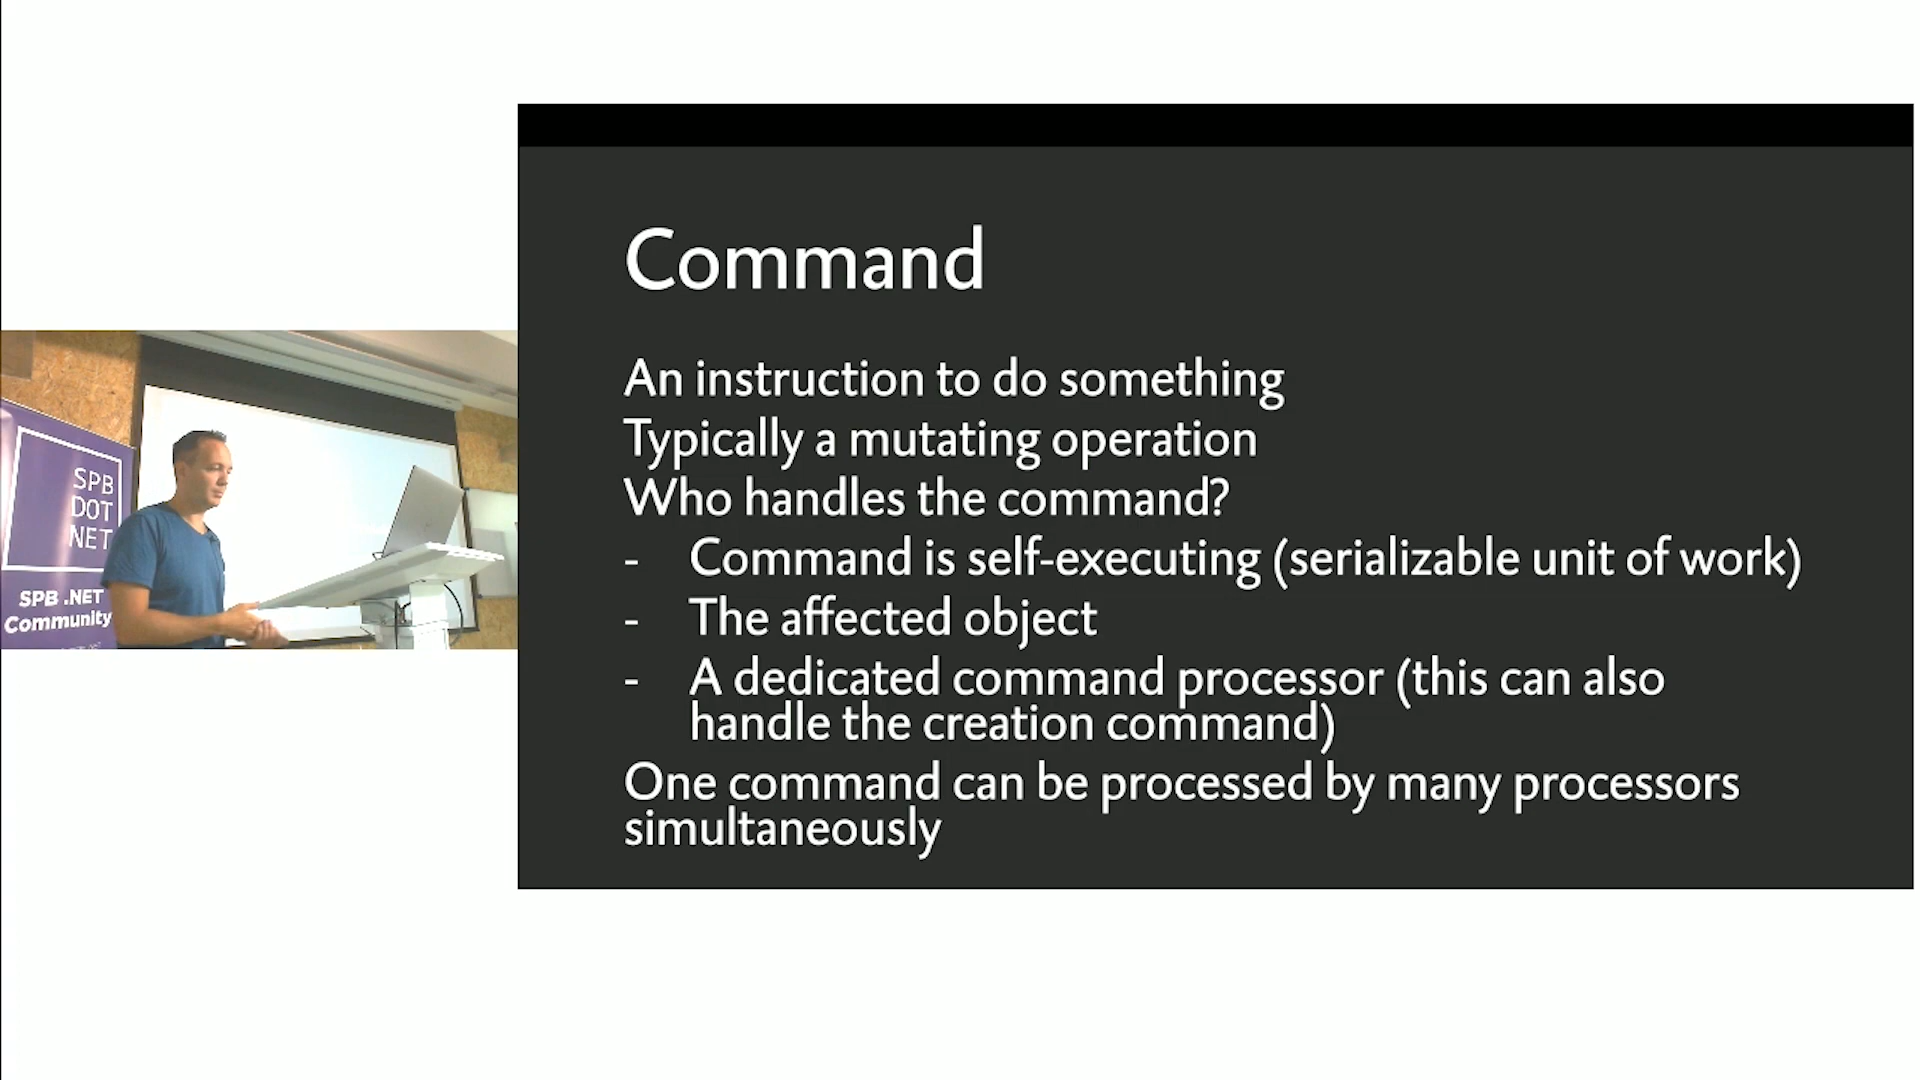 SPB
DOT
NET
SPB .NET
Community
Command
An instruction to do something
Typically a mutating operation
Who handles the command?
- Command is self-executing (serializable unit of work)
- The affected object
- A dedicated command processor (this can also
handle the creation command)
One command can be processed by many processors
simultaneously